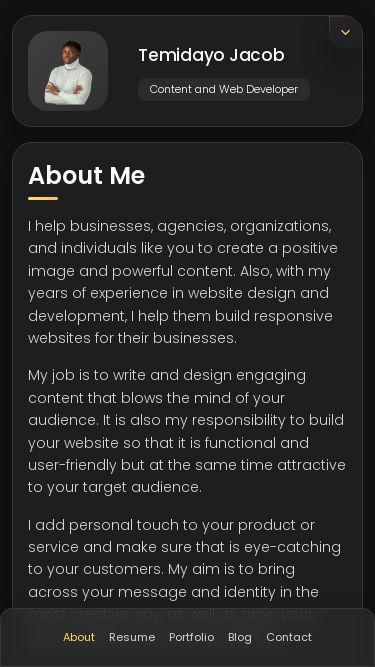 Temidayo Jacob
Content and Web Developer
About Me
I help businesses, agencies, organizations,
and individuals like you to create a positive
image and powerful content. Also, with my
years of experience in website design and
development, I help them build responsive
websites for their businesses.
My job is to write and design engaging
content that blows the mind of your
audience. It is also my responsibility to build
your website so that it is functional and
user-friendly but at the same time attractive
to your target audience.
I add personal touch to your product or
service and make sure that is eye-catching
to your customers. My aim is to bring
across your message and identity in the
most creative way, as well as grow your
About Resume Portfolio Blog Contact